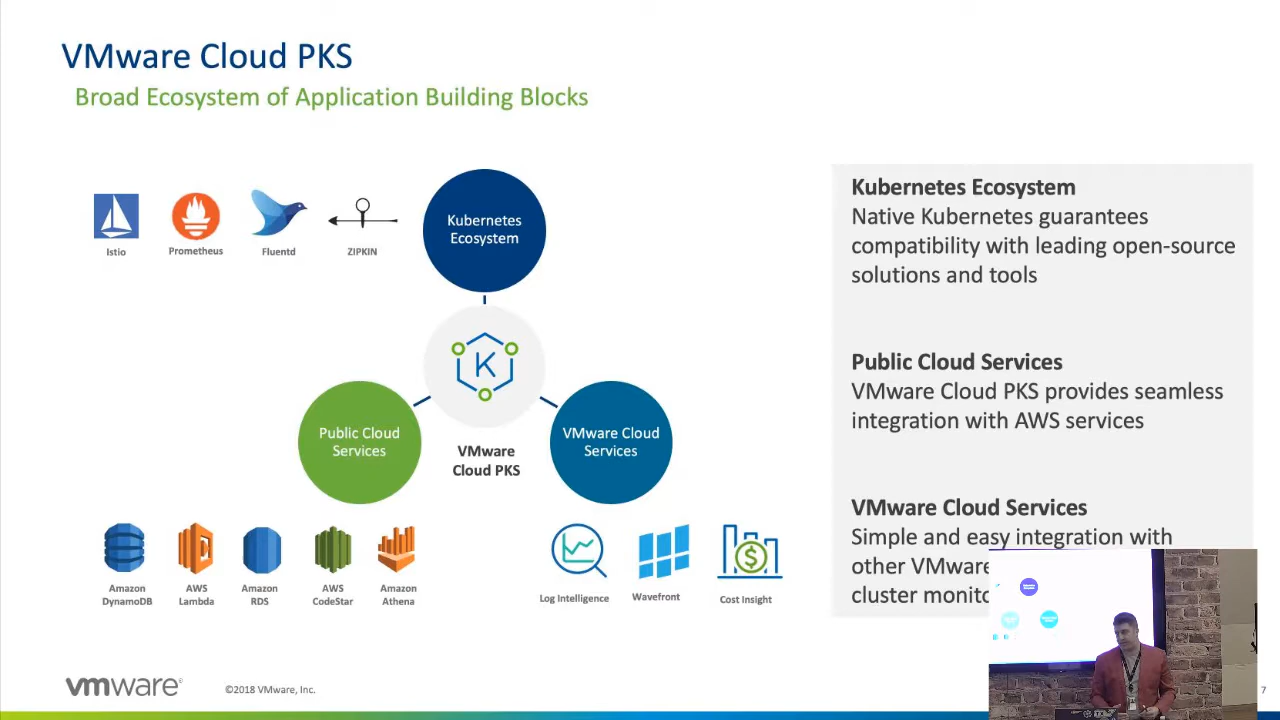 VMware Cloud PKS
Broad Ecosystem of Application Building Blocks
Istio
Prometheus
Fluentd
ZIPKIN
Kubernetes
Ecosystem
K
Public Cloud
Services
VMware
Cloud PKS
VMware Cloud
Services
Amazon
DynamoDB
AWS
Lambda
Amazon
RDS
AWS
CodeStar
Amazon
Athena
Log Intelligence
Wavefront
Cost Insight
Kubernetes Ecosystem
Native Kubernetes guarantees
compatibility with leading open-source
solutions and tools
Public Cloud Services
VMware Cloud PKS provides seamless
integration with AWS services
VMware Cloud Services
Simple and easy integration with
other VMware
cluster monito
vmware®
©2018 VMware, Inc.
7